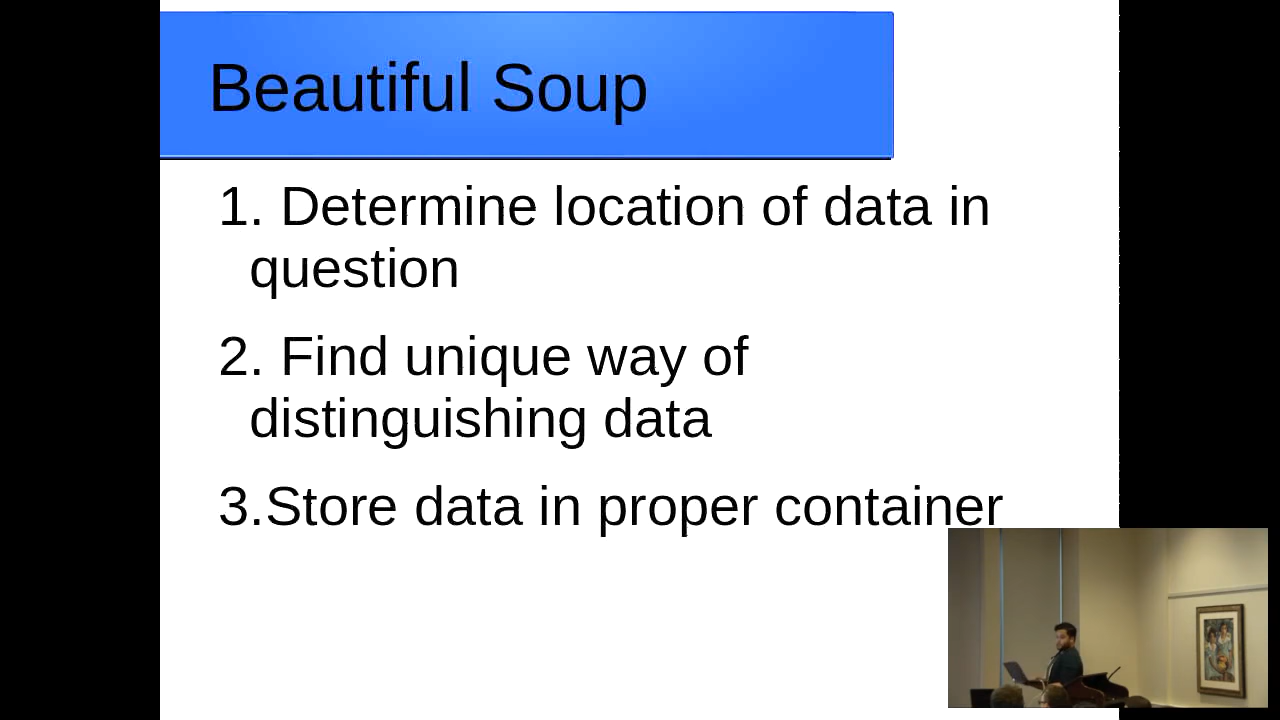 Beautiful Soup
1. Determine location of data in
question
2. Find unique way of
distinguishing data
3.Store data in proper container